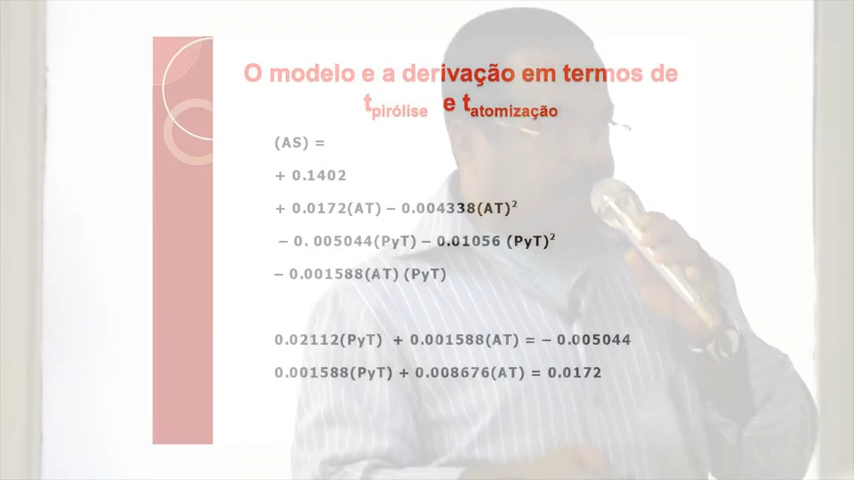 O modelo e a derivação em termos de
tpirólise e tatomização
(AS) =
+ 0.1402
+ 0.0172(AT) – 0.004338(AT)²
– 0. 005044(PyT) – 0.01056 (PyT)²
– 0.001588(AT) (PyT)
0.02112(PyT) + 0.001588(AT) = – 0.005044
0.001588(PyT) + 0.008676(AT) = 0.0172